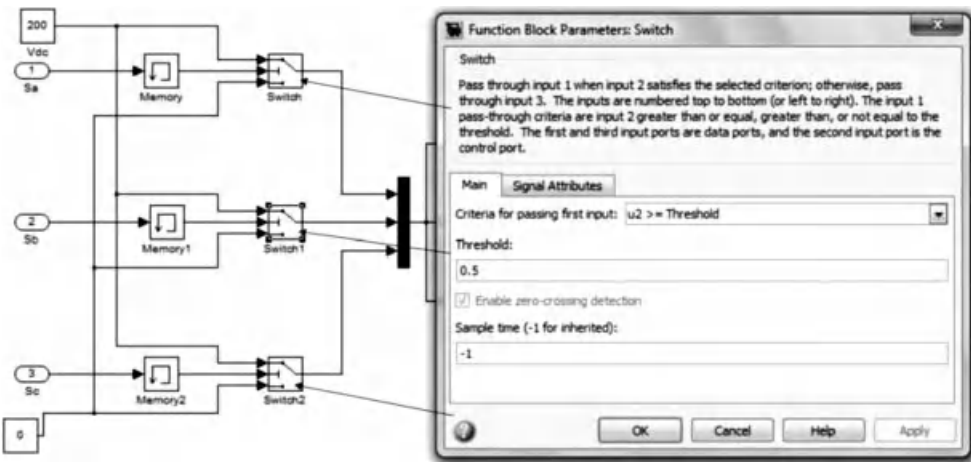 200
Vdc
1
Sa
Memory
Switch
2
Sb
Memory1
Switch1
3
Sc
Memory2
Switch2
0
Function Block Parameters: Switch
Switch
Pass through input 1 when input 2 satisfies the selected criterion; otherwise, pass
through input 3. The inputs are numbered top to bottom (or left to right). The input 1
pass-through criteria are input 2 greater than or equal, greater than, or not equal to the
threshold. The first and third input ports are data ports, and the second input port is the
control port.
Main Signal Attributes
Criteria for passing first input: u2 >= Threshold
Threshold:
0.5
Enable zero-crossing detection
Sample time (-1 for inherited):
-1
OK Cancel Help Apply